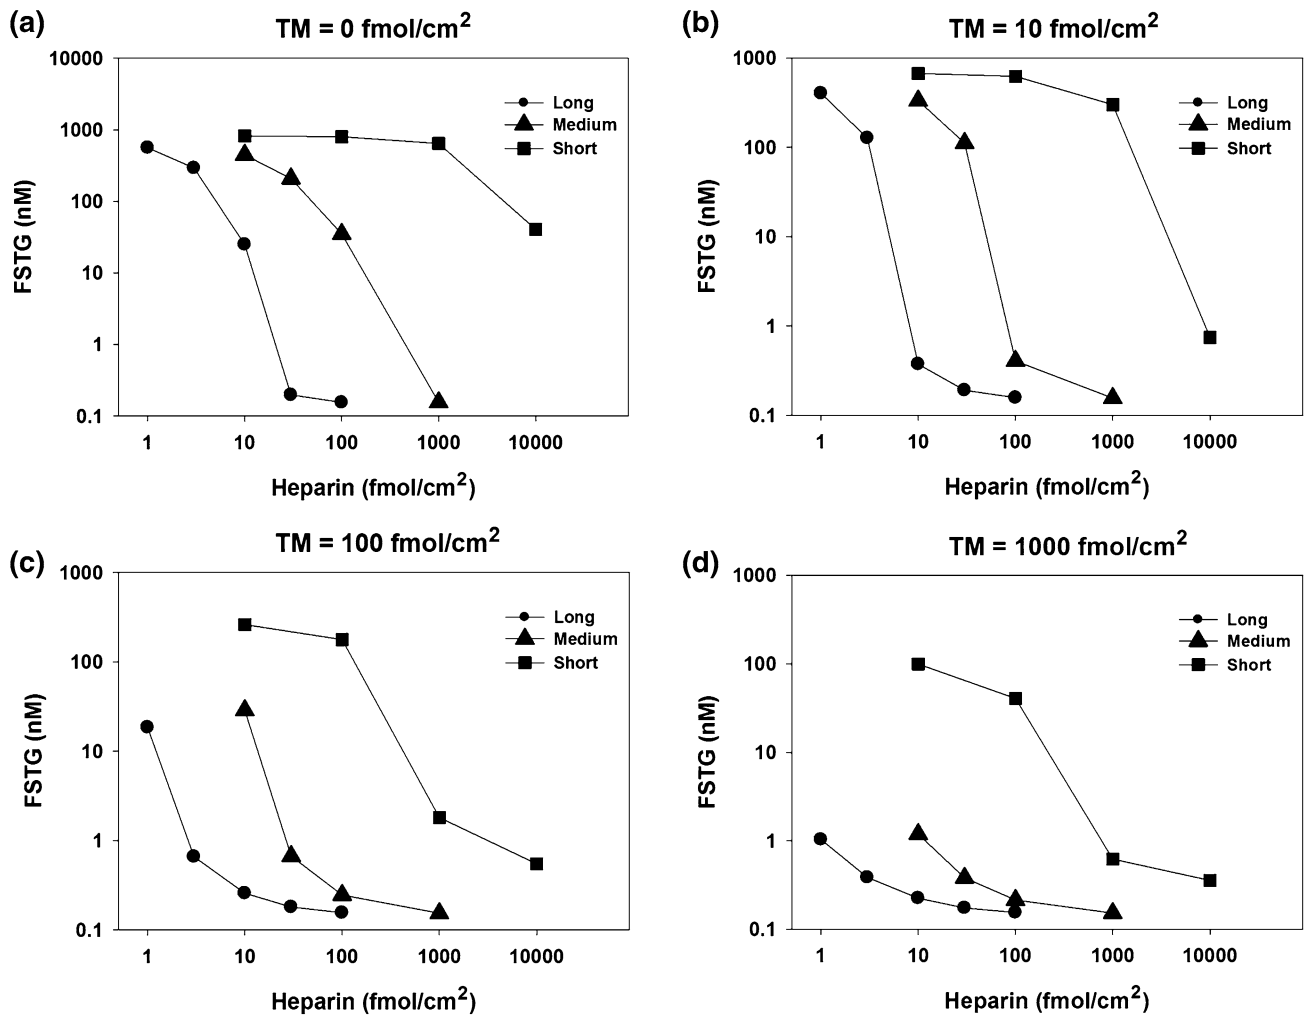 (a)
TM = 0 fmol/cm²
10000
1000
100
10
1
0.1
FSTG (nM)
Long
Medium
Short
1 10 100 1000 10000
Heparin (fmol/cm²)
(b)
TM = 10 fmol/cm²
1000
100
10
1
0.1
FSTG (nM)
Long
Medium
Short
1 10 100 1000 10000
Heparin (fmol/cm²)
(c)
TM = 100 fmol/cm²
1000
100
10
1
0.1
FSTG (nM)
Long
Medium
Short
1 10 100 1000 10000
Heparin (fmol/cm²)
(d)
TM = 1000 fmol/cm²
1000
100
10
1
0.1
FSTG (nM)
Long
Medium
Short
1 10 100 1000 10000
Heparin (fmol/cm²)